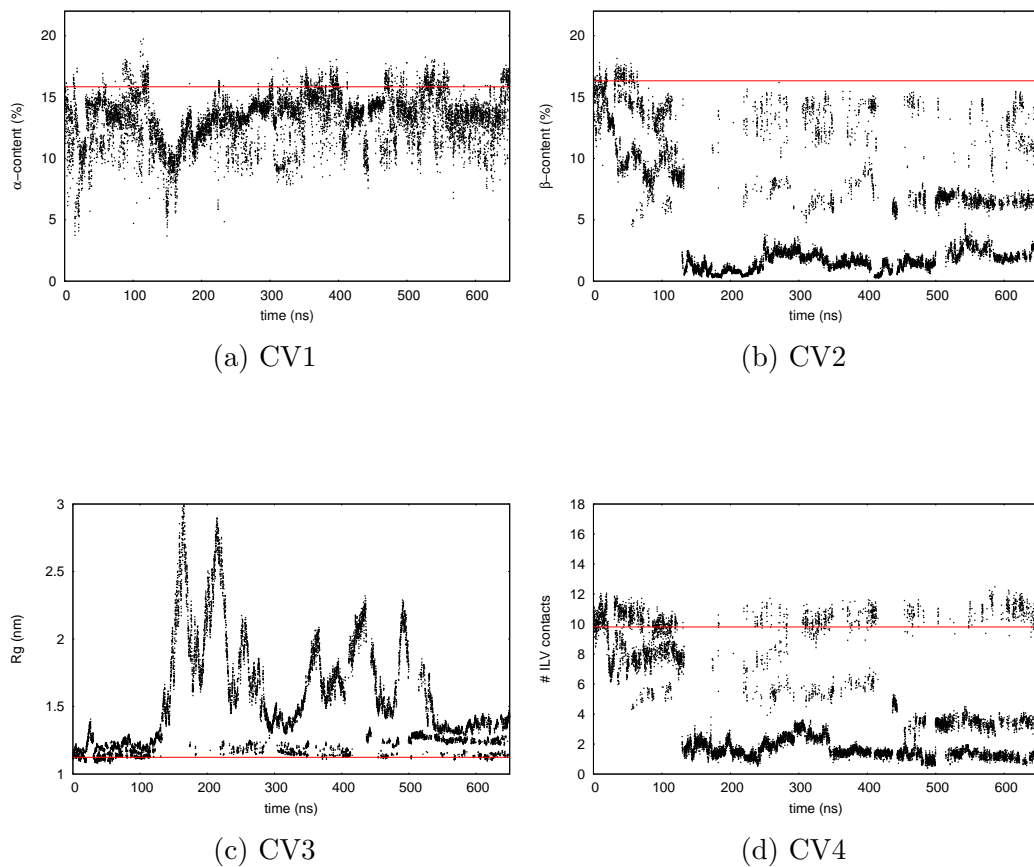 α−content (%)
20
15
10
5
0
0 100 200 300 400 500 600
time (ns)
(a) CV1
β−content (%)
20
15
10
5
0
0 100 200 300 400 500 600
time (ns)
(b) CV2
Rg (nm)
3
2.5
2
1.5
1
0 100 200 300 400 500 600
time (ns)
(c) CV3
# ILV contacts
18
16
14
12
10
8
6
4
2
0
0 100 200 300 400 500 600
time (ns)
(d) CV4